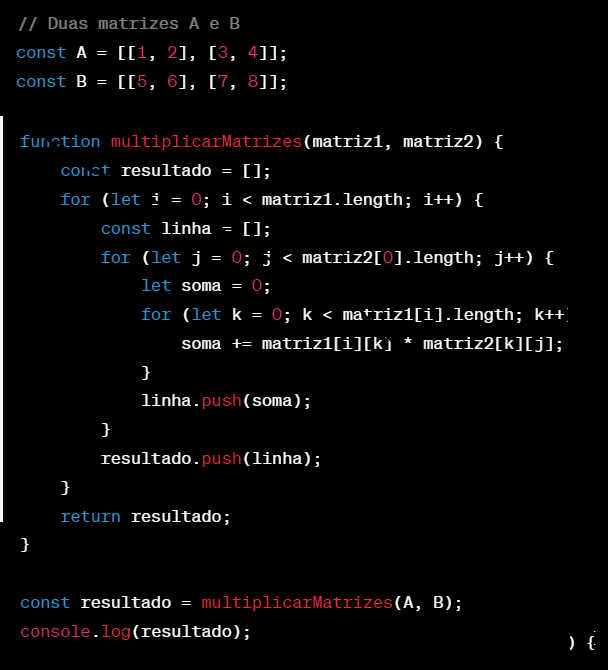 // Duas matrizes A e B
const A = [[1, 2], [3, 4]];
const B = [[5, 6], [7, 8]];

function multiplicarMatrizes(matriz1, matriz2) {
    const resultado = [];
    for (let i = 0; i < matriz1.length; i++) {
        const linha = [];
        for (let j = 0; j < matriz2[0].length; j++) {
            let soma = 0;
            for (let k = 0; k < matriz1[i].length; k++)
                soma += matriz1[i][k] * matriz2[k][j];
            }
            linha.push(soma);
        }
        resultado.push(linha);
    }
    return resultado;
}

const resultado = multiplicarMatrizes(A, B);
console.log(resultado);
) {